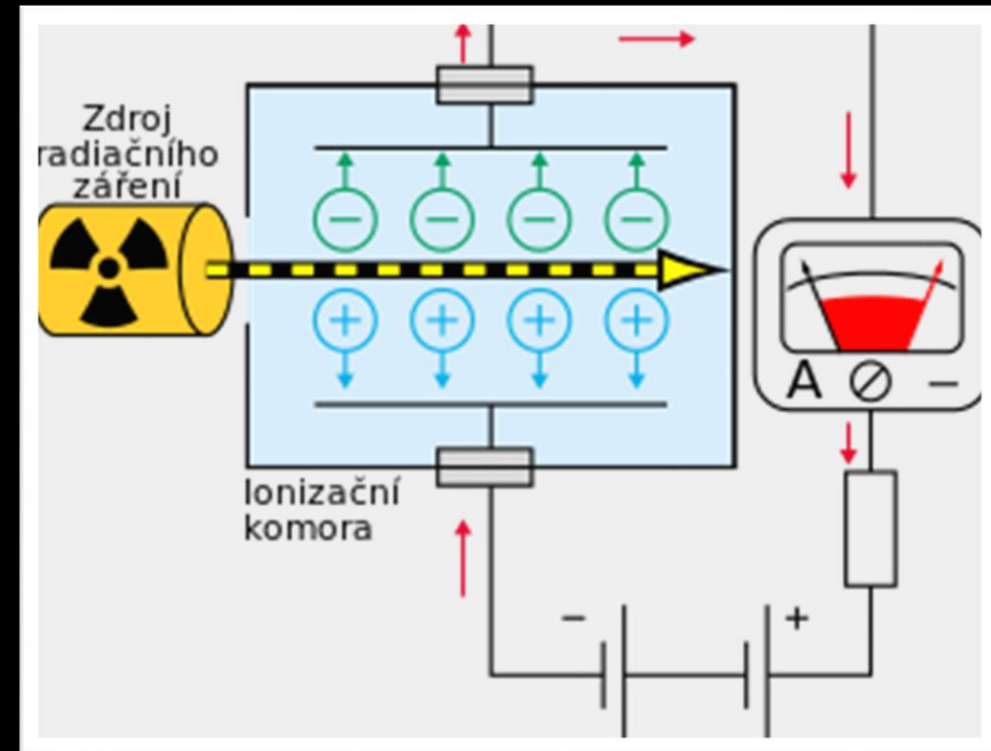 Zdroj
radiačního
záření
Ionizační
komora
A
−
− +